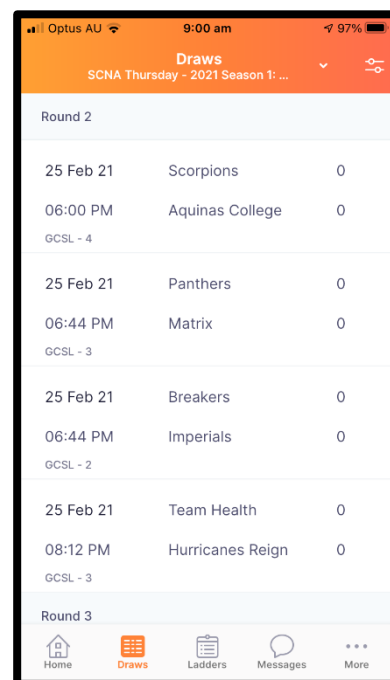 Optus AU 9:00 am 97%
Draws
SCNA Thursday - 2021 Season 1: ...
Round 2
25 Feb 21 Scorpions 0
06:00 PM Aquinas College 0
GCSL - 4
25 Feb 21 Panthers 0
06:44 PM Matrix 0
GCSL - 3
25 Feb 21 Breakers 0
06:44 PM Imperials 0
GCSL - 2
25 Feb 21 Team Health 0
08:12 PM Hurricanes Reign 0
GCSL - 3
Round 3
Home Draws Ladders Messages More